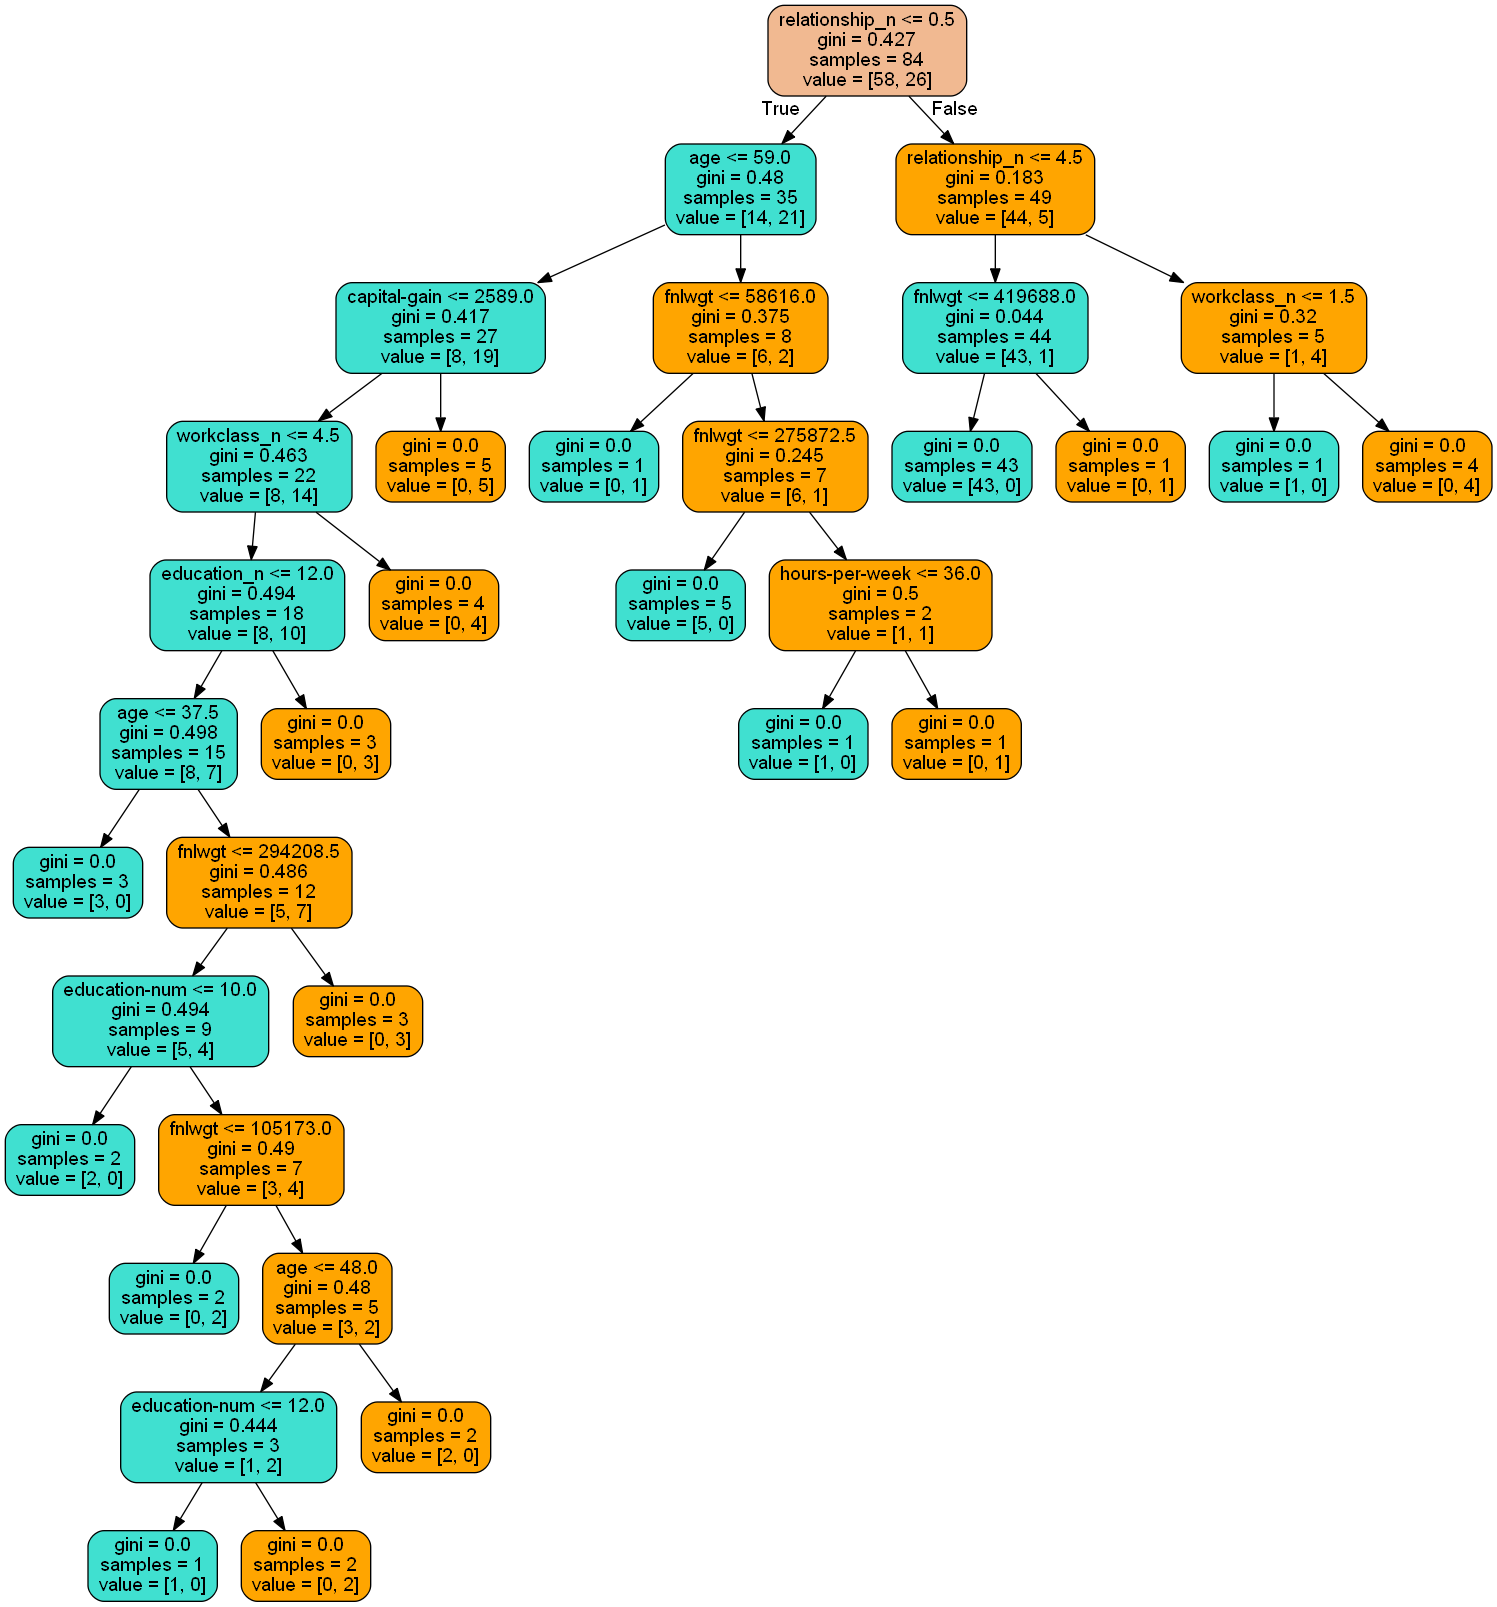 relationship_n <= 0.5
gini = 0.427
samples = 84
value = [58, 26]
True
False
age <= 59.0
gini = 0.48
samples = 35
value = [14, 21]
relationship_n <= 4.5
gini = 0.183
samples = 49
value = [44, 5]
capital-gain <= 2589.0
gini = 0.417
samples = 27
value = [8, 19]
fnlwgt <= 58616.0
gini = 0.375
samples = 8
value = [6, 2]
fnlwgt <= 419688.0
gini = 0.044
samples = 44
value = [43, 1]
workclass_n <= 1.5
gini = 0.32
samples = 5
value = [1, 4]
workclass_n <= 4.5
gini = 0.463
samples = 22
value = [8, 14]
gini = 0.0
samples = 5
value = [0, 5]
gini = 0.0
samples = 1
value = [0, 1]
fnlwgt <= 275872.5
gini = 0.245
samples = 7
value = [6, 1]
gini = 0.0
samples = 43
value = [43, 0]
gini = 0.0
samples = 1
value = [0, 1]
gini = 0.0
samples = 1
value = [1, 0]
gini = 0.0
samples = 4
value = [0, 4]
education_n <= 12.0
gini = 0.494
samples = 18
value = [8, 10]
gini = 0.0
samples = 4
value = [0, 4]
gini = 0.0
samples = 5
value = [5, 0]
hours-per-week <= 36.0
gini = 0.5
samples = 2
value = [1, 1]
age <= 37.5
gini = 0.498
samples = 15
value = [8, 7]
gini = 0.0
samples = 3
value = [0, 3]
gini = 0.0
samples = 1
value = [1, 0]
gini = 0.0
samples = 1
value = [0, 1]
gini = 0.0
samples = 3
value = [3, 0]
fnlwgt <= 294208.5
gini = 0.486
samples = 12
value = [5, 7]
education-num <= 10.0
gini = 0.494
samples = 9
value = [5, 4]
gini = 0.0
samples = 3
value = [0, 3]
gini = 0.0
samples = 2
value = [2, 0]
fnlwgt <= 105173.0
gini = 0.49
samples = 7
value = [3, 4]
gini = 0.0
samples = 2
value = [0, 2]
age <= 48.0
gini = 0.48
samples = 5
value = [3, 2]
education-num <= 12.0
gini = 0.444
samples = 3
value = [1, 2]
gini = 0.0
samples = 2
value = [2, 0]
gini = 0.0
samples = 1
value = [1, 0]
gini = 0.0
samples = 2
value = [0, 2]